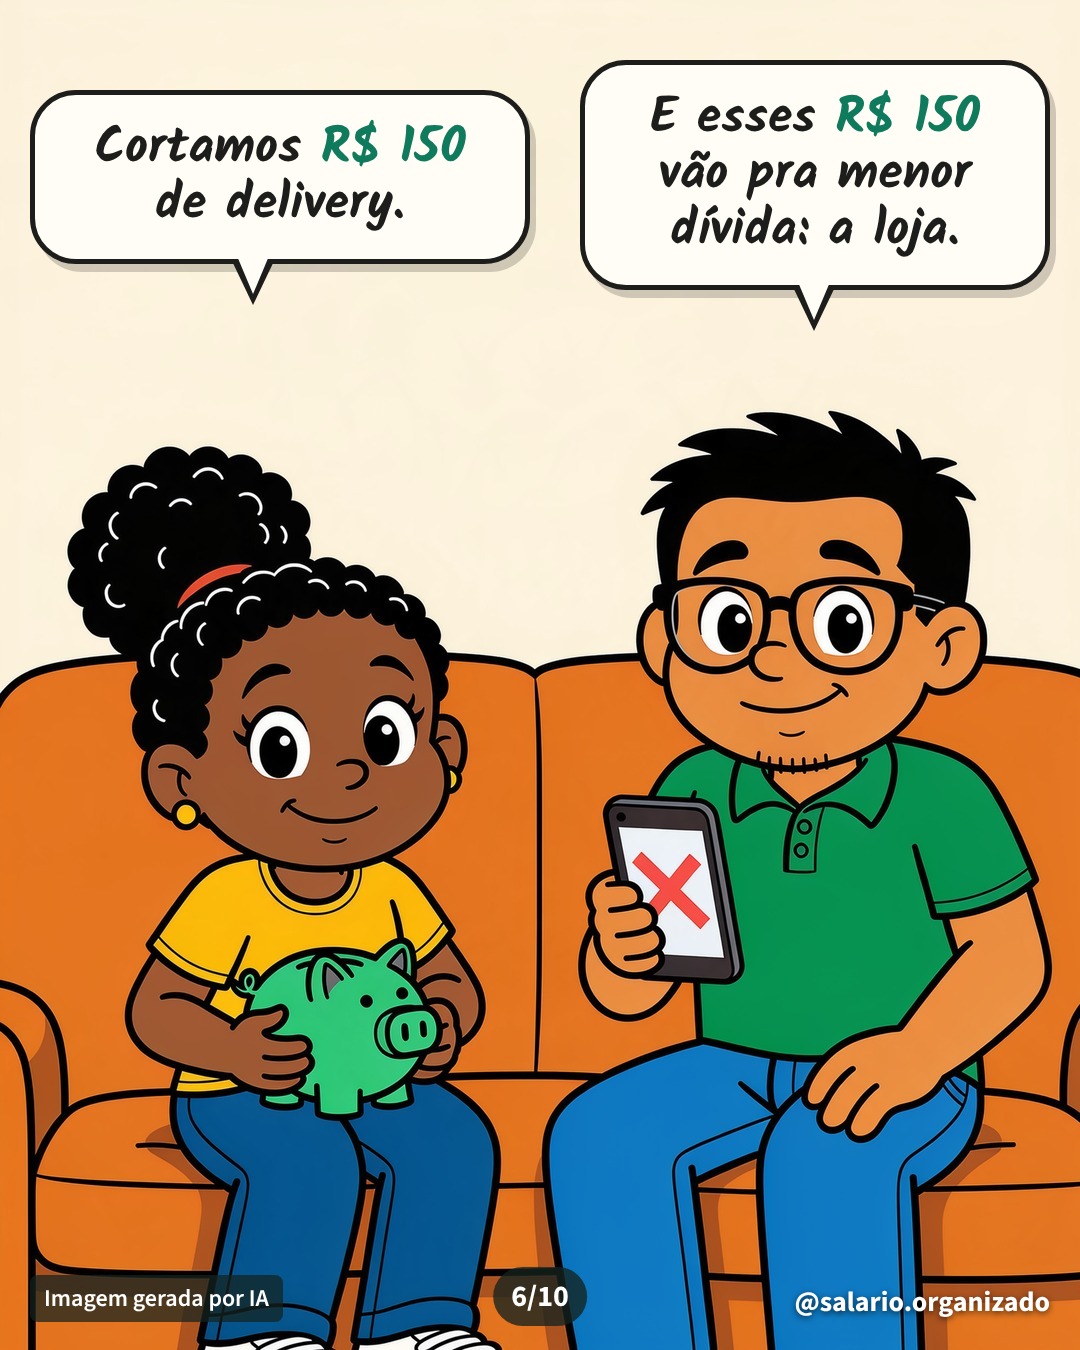 Cortamos R$ 150
de delivery.
E esses R$ 150
vão pra menor
dívida: a loja.
Imagem gerada por IA
6/10
@salario.organizado